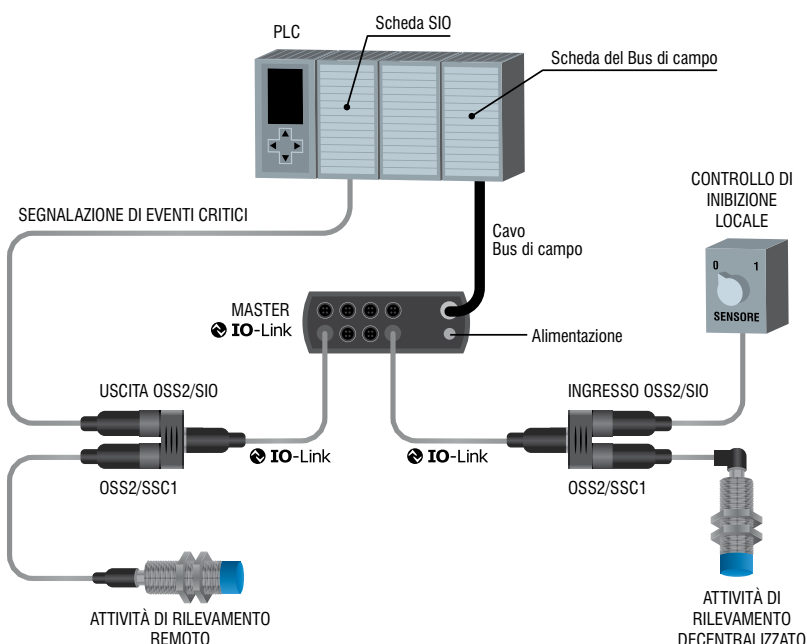 PLC
Scheda SIO
Scheda del Bus di campo
SEGNALAZIONE DI EVENTI CRITICI
CONTROLLO DI
INIBIZIONE
LOCALE
0 1
SENSORE
Cavo
Bus di campo
MASTER
IO-Link
Alimentazione
USCITA OSS2/SIO
INGRESSO OSS2/SIO
IO-Link
IO-Link
OSS2/SSC1
OSS2/SSC1
ATTIVITÀ DI RILEVAMENTO
REMOTO
ATTIVITÀ DI
RILEVAMENTO
DECENTRALIZZATO